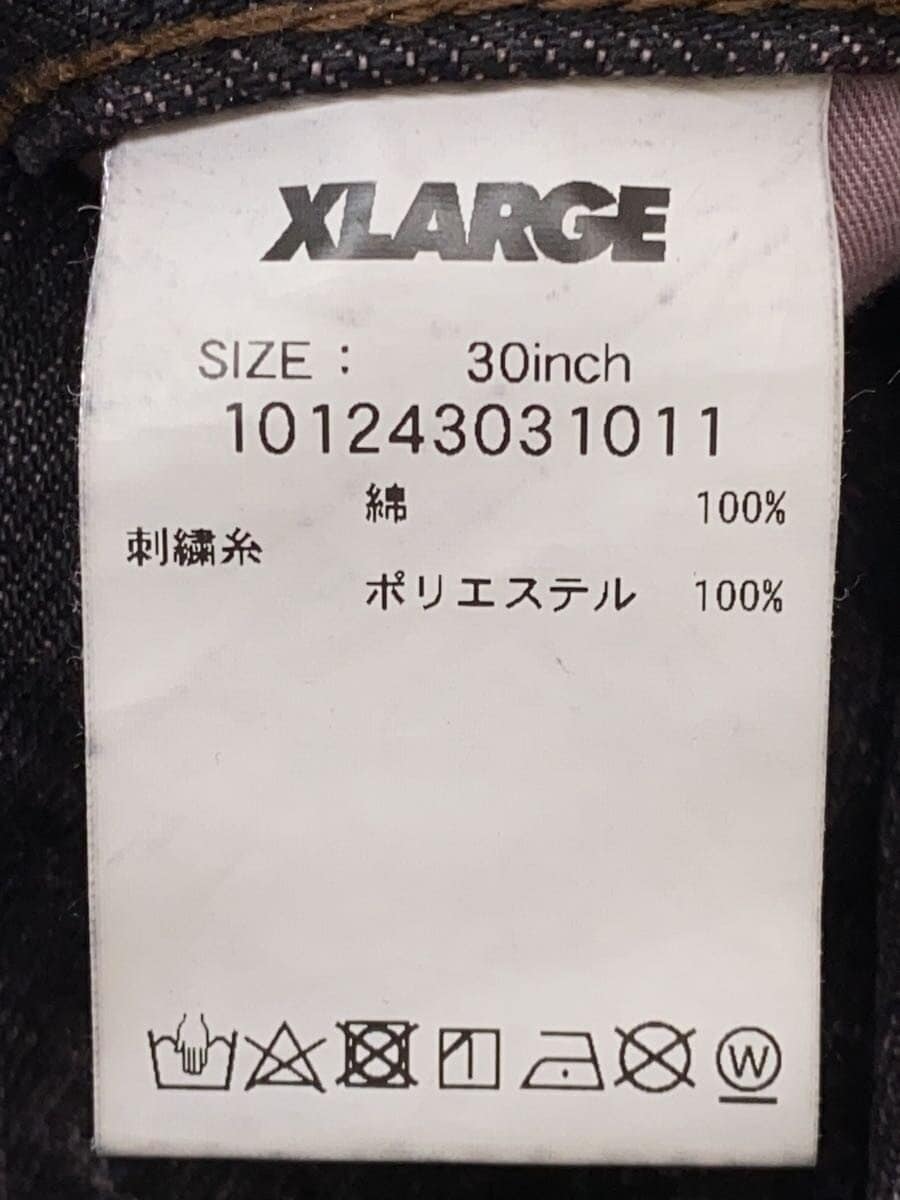 XLARGE
SIZE : 30inch
101243031011
綿 100%
刺繍糸
ポリエステル 100%
W